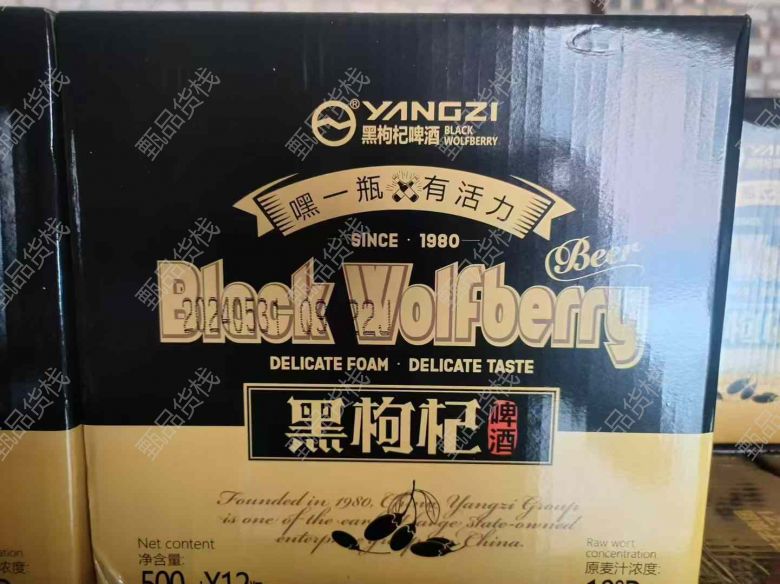 ® YANGZI
黑枸杞啤酒 BLACK WOLFBERRY
嘿一瓶 有活力
SINCE · 1980
Beer
Black Wolfberry
DELICATE FOAM · DELICATE TASTE
黑枸杞 啤酒
Founded in 1980, Yangzi Group
is one of the state-owned
China.
Net content
净含量:
Raw wort
concentration
原麦汁浓度:
甄品货栈